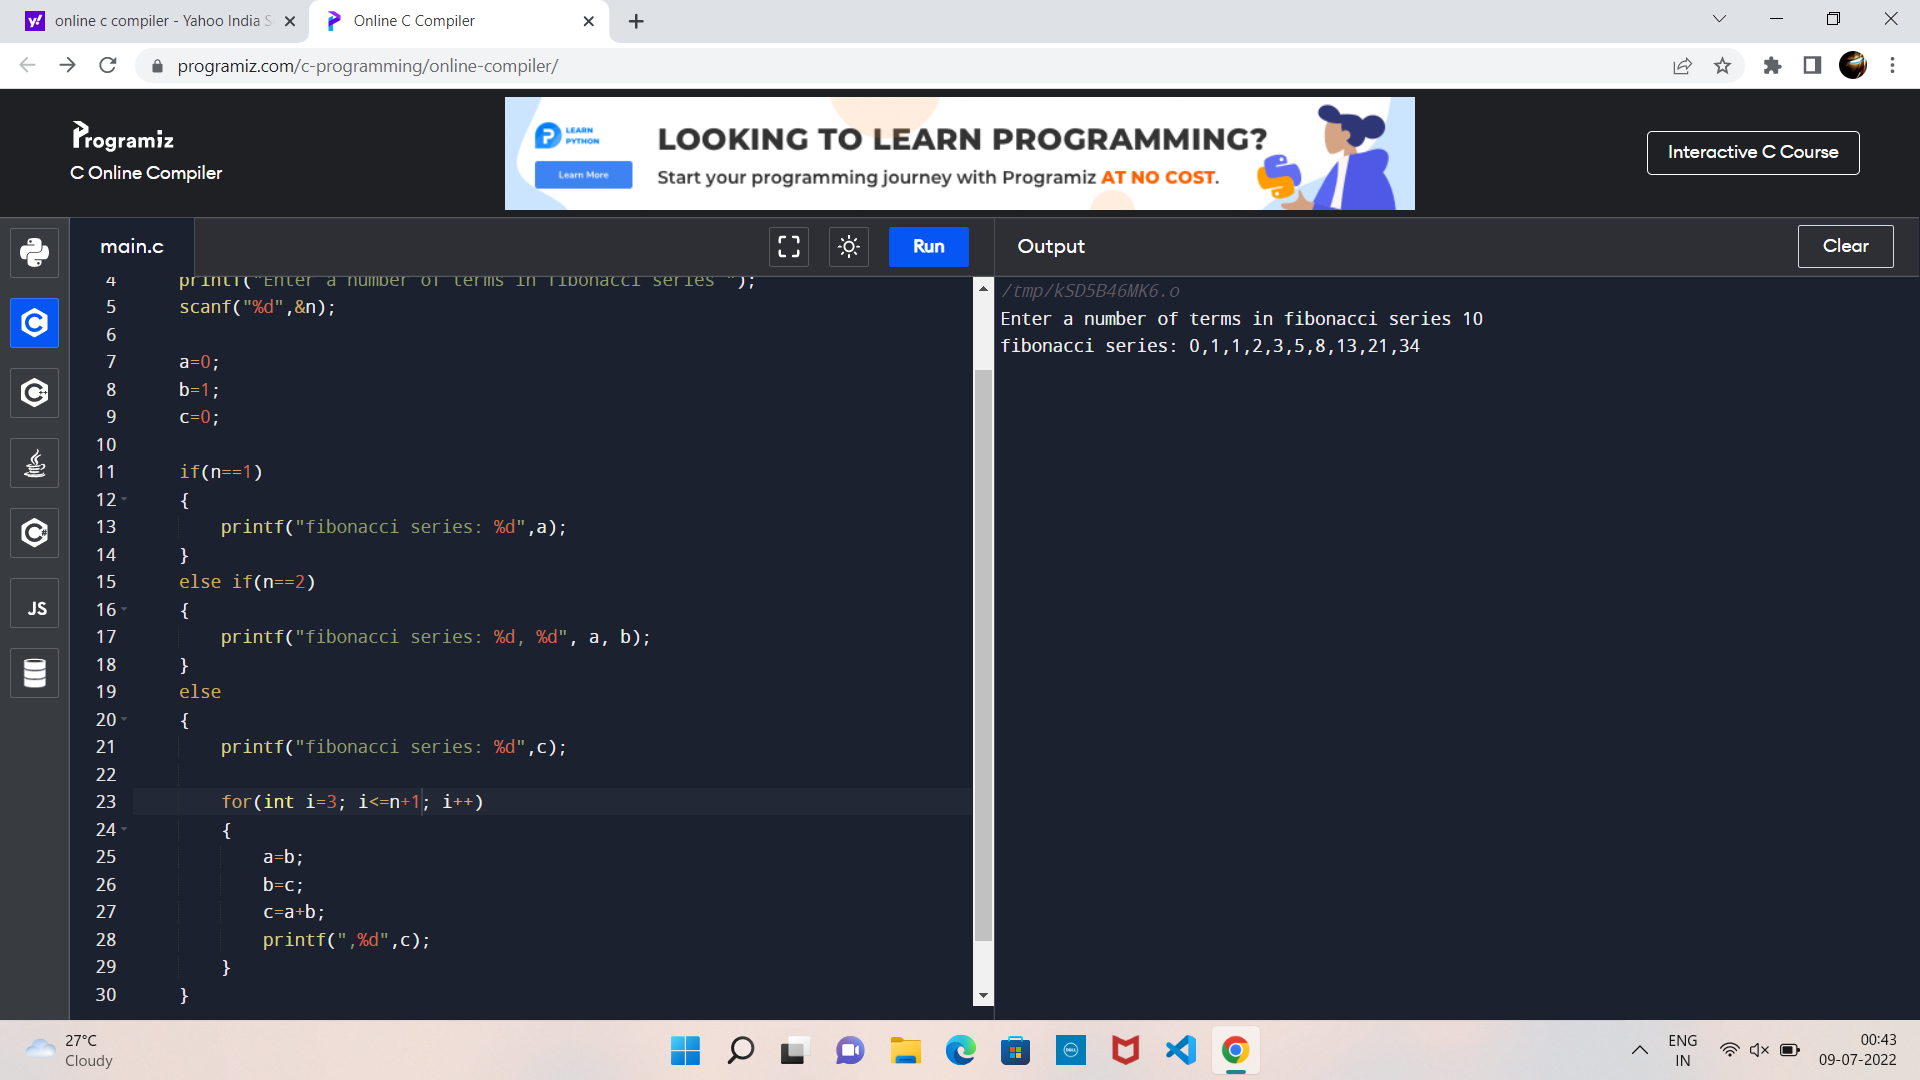 online c compiler - Yahoo India S
Online C Compiler
programiz.com/c-programming/online-compiler/
Programiz
C Online Compiler
LEARN
PYTHON
Learn More
LOOKING TO LEARN PROGRAMMING?
Start your programming journey with Programiz AT NO COST.
Interactive C Course
main.c
Run
Output
Clear
4 printf("Enter a number of terms in fibonacci series ");
5 scanf("%d",&n);
6
7 a=0;
8 b=1;
9 c=0;
10
11 if(n==1)
12 {
13 printf("fibonacci series: %d",a);
14 }
15 else if(n==2)
16 {
17 printf("fibonacci series: %d, %d", a, b);
18 }
19 else
20 {
21 printf("fibonacci series: %d",c);
22
23 for(int i=3; i<=n+1; i++)
24 {
25 a=b;
26 b=c;
27 c=a+b;
28 printf(",%d",c);
29 }
30 }
/tmp/kSD5B46MK6.o
Enter a number of terms in fibonacci series 10
fibonacci series: 0,1,1,2,3,5,8,13,21,34
JS
27°C
Cloudy
DELL
ENG
IN
00:43
09-07-2022